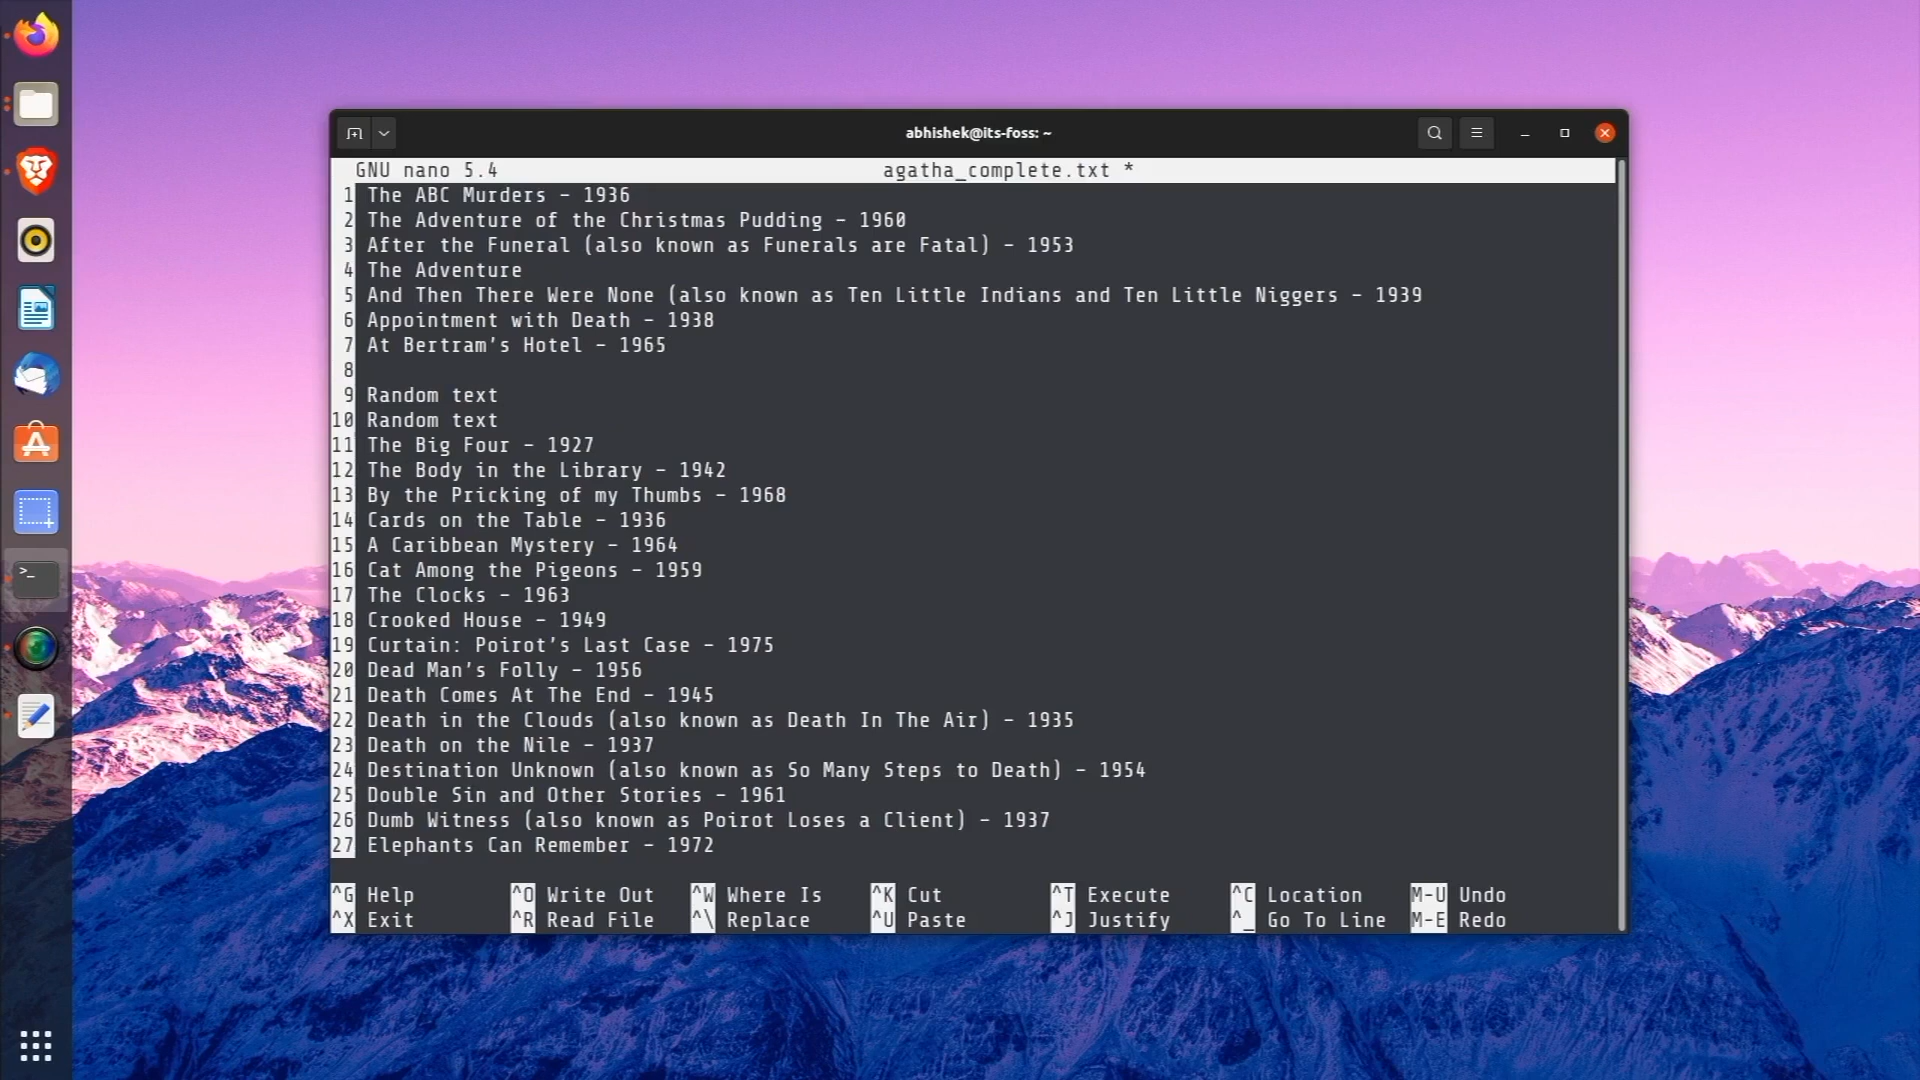 abhishek@its-foss: ~
GNU nano 5.4 agatha_complete.txt *
1 The ABC Murders - 1936
2 The Adventure of the Christmas Pudding - 1960
3 After the Funeral (also known as Funerals are Fatal) - 1953
4 The Adventure
5 And Then There Were None (also known as Ten Little Indians and Ten Little Niggers - 1939
6 Appointment with Death - 1938
7 At Bertram's Hotel - 1965
8
9 Random text
10 Random text
11 The Big Four - 1927
12 The Body in the Library - 1942
13 By the Pricking of my Thumbs - 1968
14 Cards on the Table - 1936
15 A Caribbean Mystery - 1964
16 Cat Among the Pigeons - 1959
17 The Clocks - 1963
18 Crooked House - 1949
19 Curtain: Poirot's Last Case - 1975
20 Dead Man's Folly - 1956
21 Death Comes At The End - 1945
22 Death in the Clouds (also known as Death In The Air) - 1935
23 Death on the Nile - 1937
24 Destination Unknown (also known as So Many Steps to Death) - 1954
25 Double Sin and Other Stories - 1961
26 Dumb Witness (also known as Poirot Loses a Client) - 1937
27 Elephants Can Remember - 1972
^G Help ^O Write Out ^W Where Is ^K Cut ^T Execute ^C Location M-U Undo
^X Exit ^R Read File ^\ Replace ^U Paste ^J Justify ^_ Go To Line M-E Redo